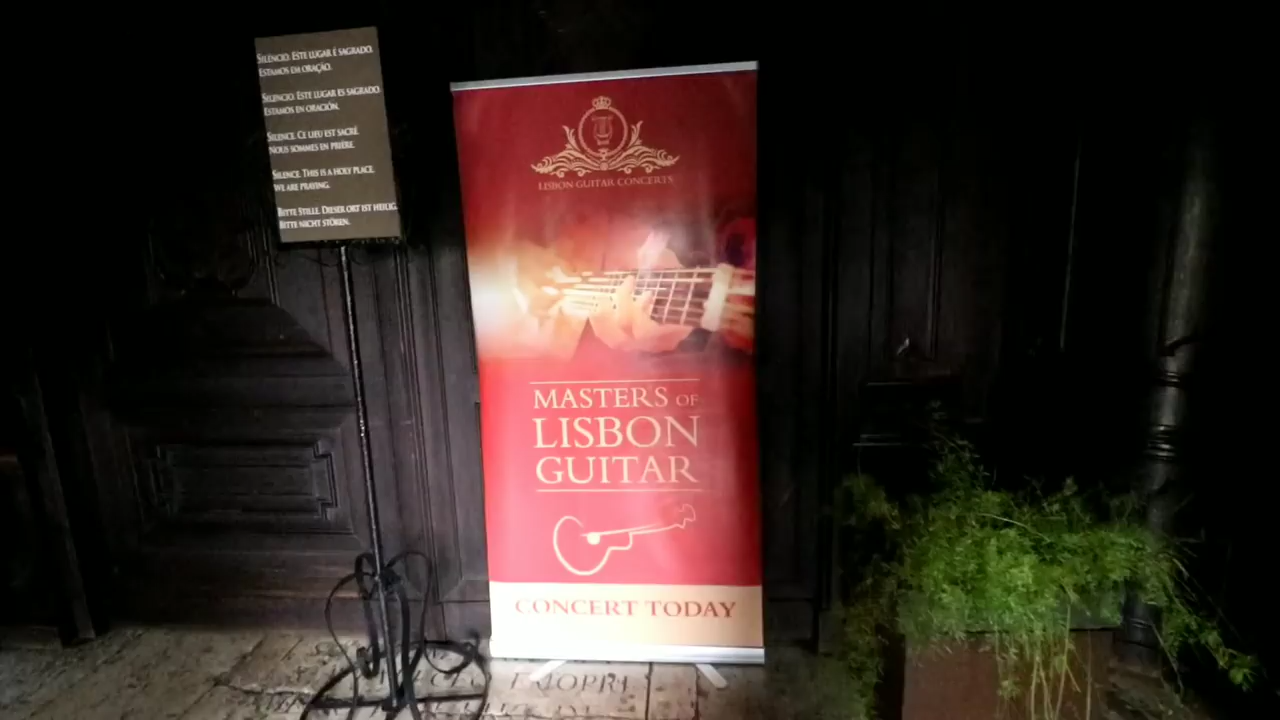 SILÊNCIO. ESTE LUGAR É SAGRADO.
ESTAMOS EM ORAÇÃO.
SILENCIO. ESTE LUGAR ES SAGRADO.
ESTAMOS EN ORACIÓN.
SILENCE. CE LIEU EST SACRÉ.
NOUS SOMMES EN PRIÈRE.
SILENCE. THIS IS A HOLY PLACE.
WE ARE PRAYING.
BITTE STILLE. DIESER ORT IST HEILIG.
BITTE NICHT STÖREN.
LISBON GUITAR CONCERTS
MASTERS OF
LISBON
GUITAR
CONCERT TODAY